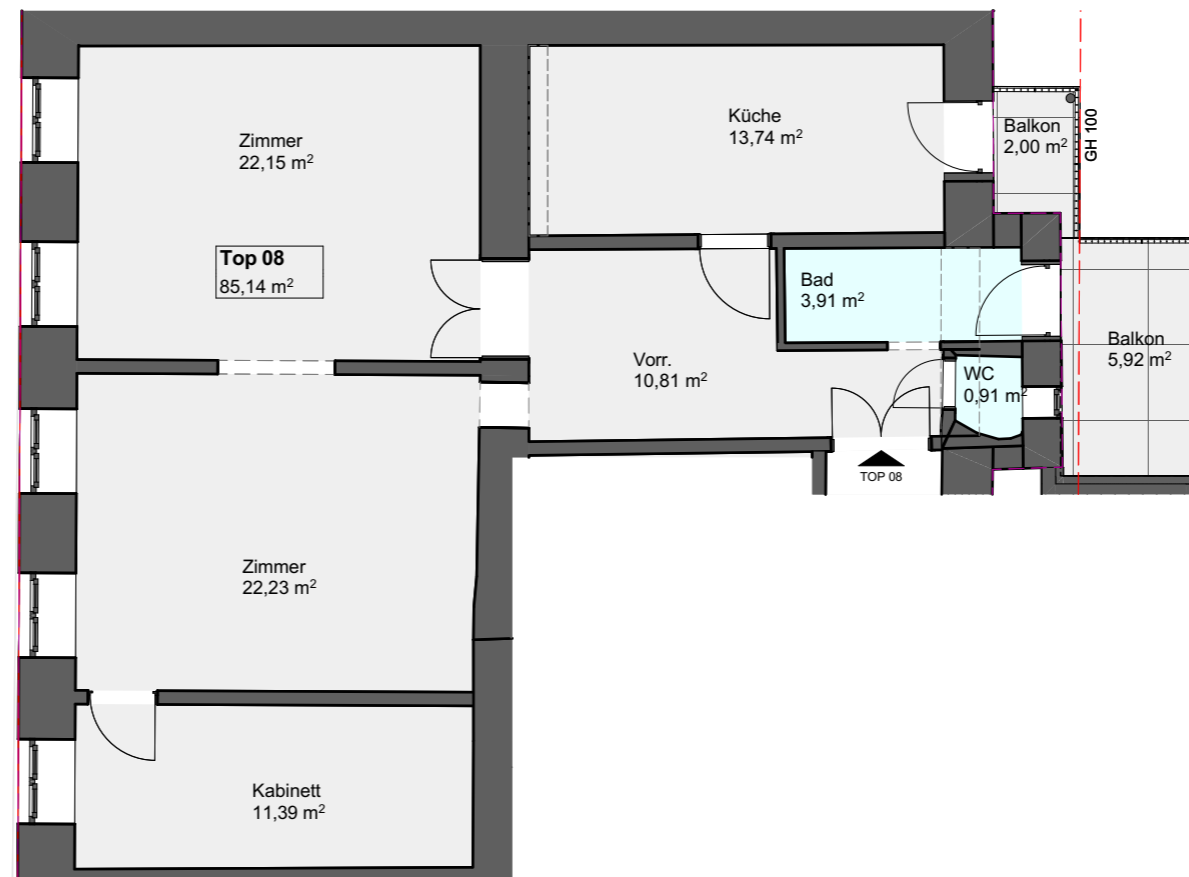 Zimmer
22,15 m²
Top 08
85,14 m²
Küche
13,74 m²
Balkon
2,00 m²
GH 100
Bad
3,91 m²
Vorr.
10,81 m²
WC
0,91 m²
Balkon
5,92 m²
TOP 08
Zimmer
22,23 m²
Kabinett
11,39 m²